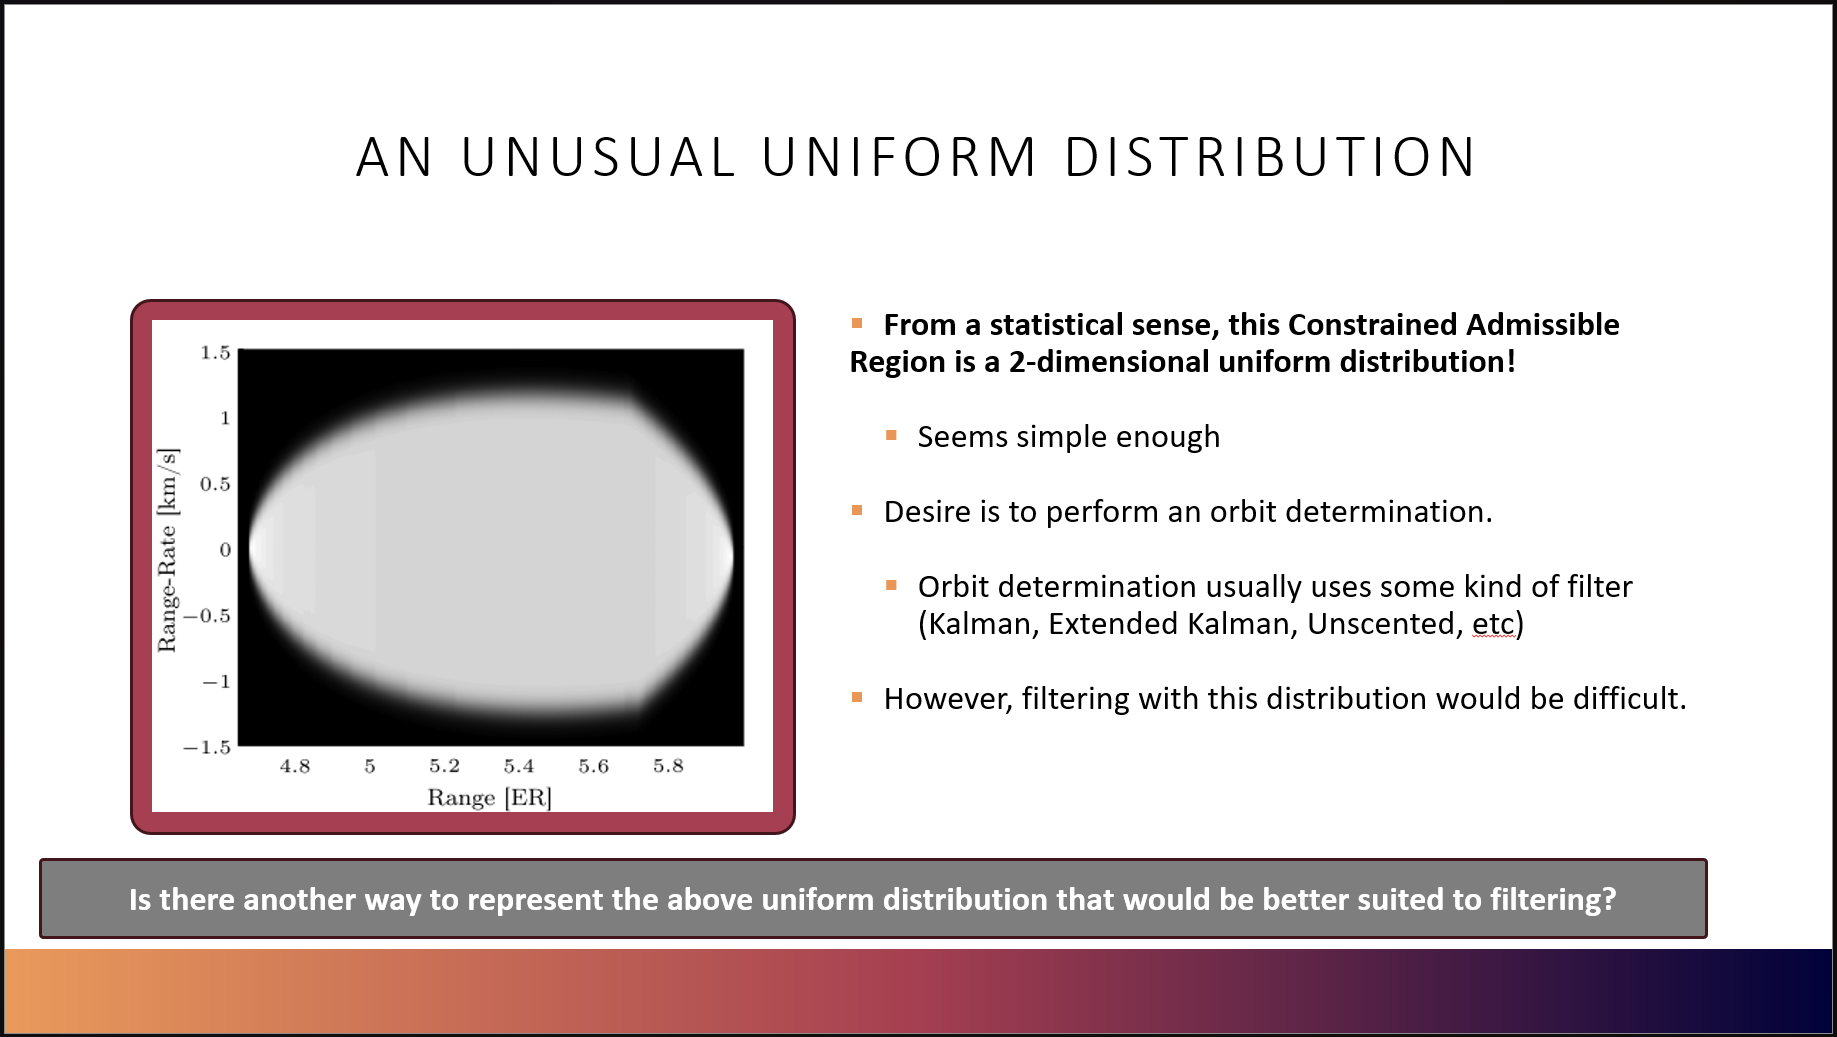 AN UNUSUAL UNIFORM DISTRIBUTION
1.5
1
0.5
0
−0.5
−1
−1.5
Range-Rate [km/s]
4.8 5 5.2 5.4 5.6 5.8
Range [ER]
From a statistical sense, this Constrained Admissible
Region is a 2-dimensional uniform distribution!
Seems simple enough
Desire is to perform an orbit determination.
Orbit determination usually uses some kind of filter
(Kalman, Extended Kalman, Unscented, etc)
However, filtering with this distribution would be difficult.
Is there another way to represent the above uniform distribution that would be better suited to filtering?